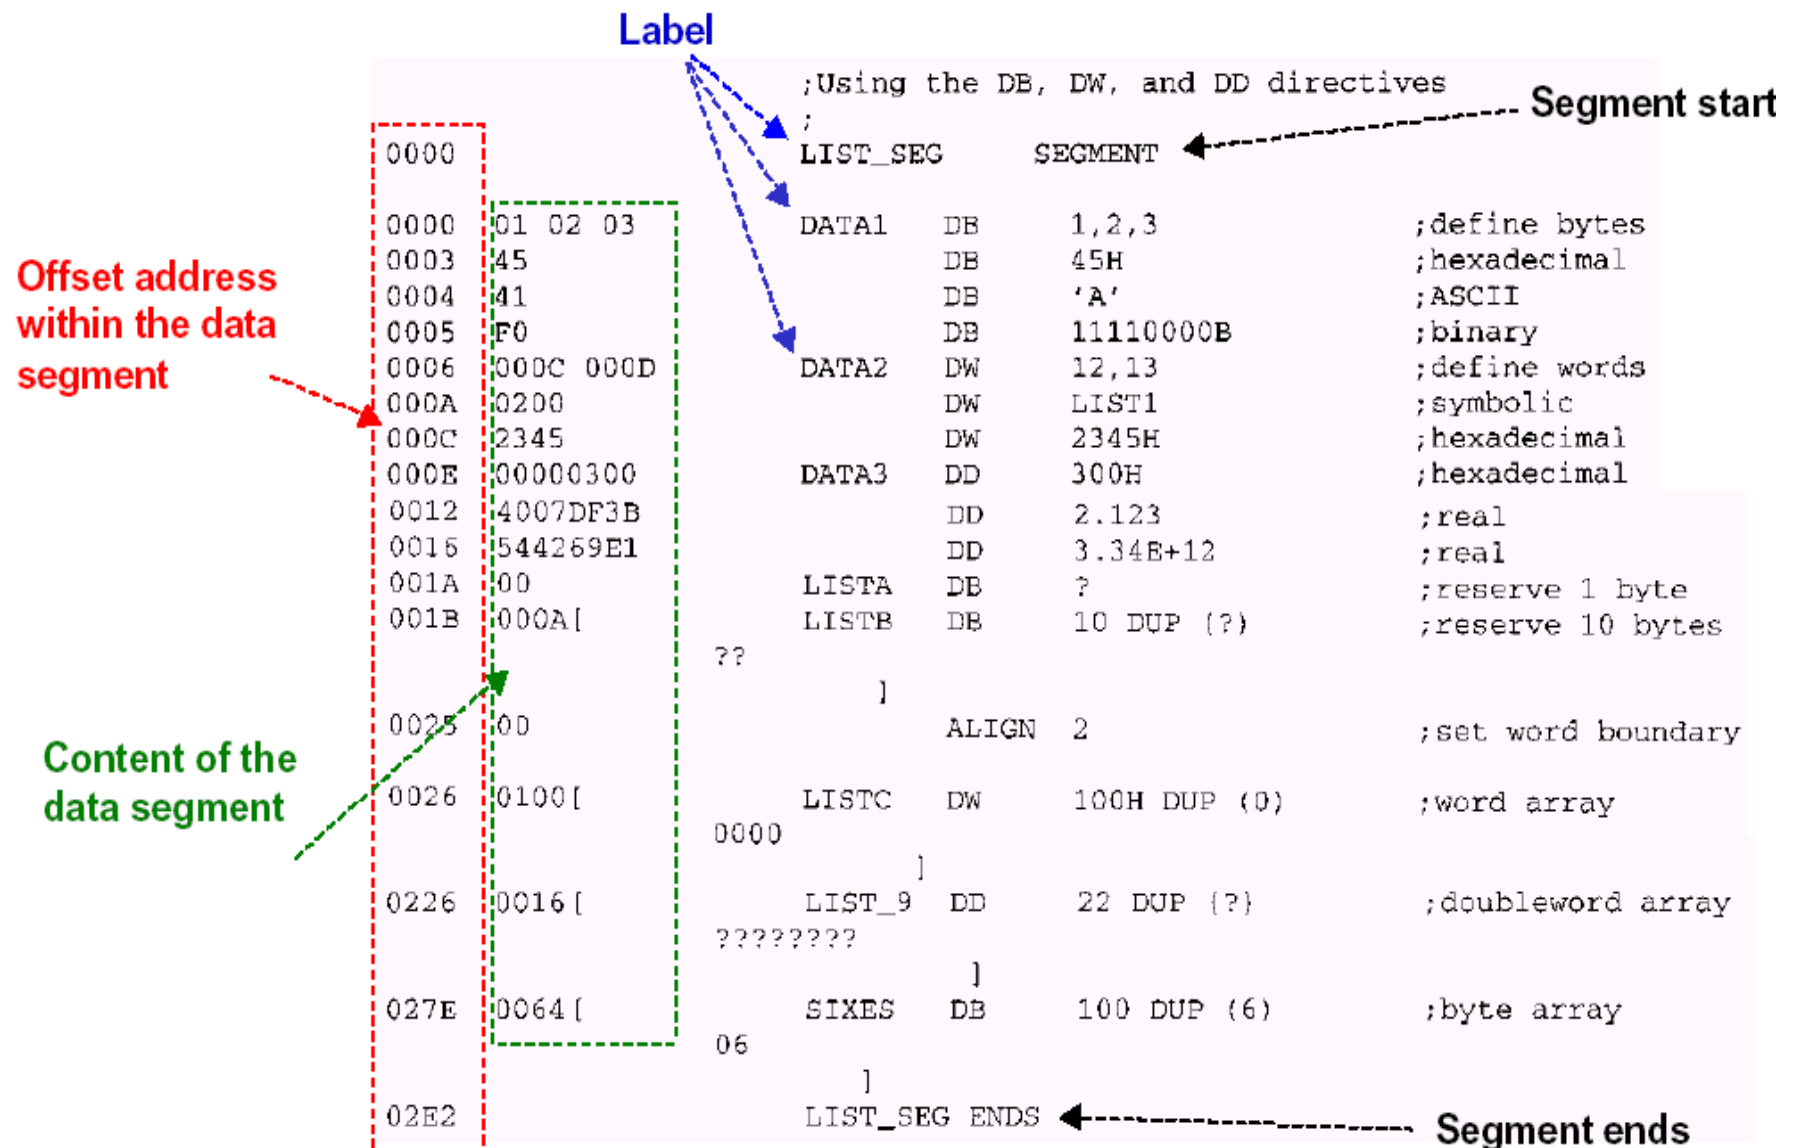 Label
;Using the DB, DW, and DD directives
Segment start
;
0000 LIST_SEG SEGMENT
0000 01 02 03 DATA1 DB 1,2,3 ;define bytes
0003 45 DB 45H ;hexadecimal
Offset address
within the data
segment
0004 41 DB 'A' ;ASCII
0005 F0 DB 11110000B ;binary
0006 000C 000D DATA2 DW 12,13 ;define words
000A 0200 DW LIST1 ;symbolic
000C 2345 DW 2345H ;hexadecimal
000E 00000300 DATA3 DD 300H ;hexadecimal
0012 4007DF3B DD 2.123 ;real
0016 544269E1 DD 3.34E+12 ;real
001A 00 LISTA DB ? ;reserve 1 byte
001B 000A[ LISTB DB 10 DUP (?) ;reserve 10 bytes
??
]
0025 00 ALIGN 2 ;set word boundary
Content of the
data segment
0026 0100[ LISTC DW 100H DUP (0) ;word array
0000
]
0226 0016[ LIST_9 DD 22 DUP (?) ;doubleword array
????????
]
027E 0064[ SIXES DB 100 DUP (6) ;byte array
06
]
02E2 LIST_SEG ENDS
Segment ends